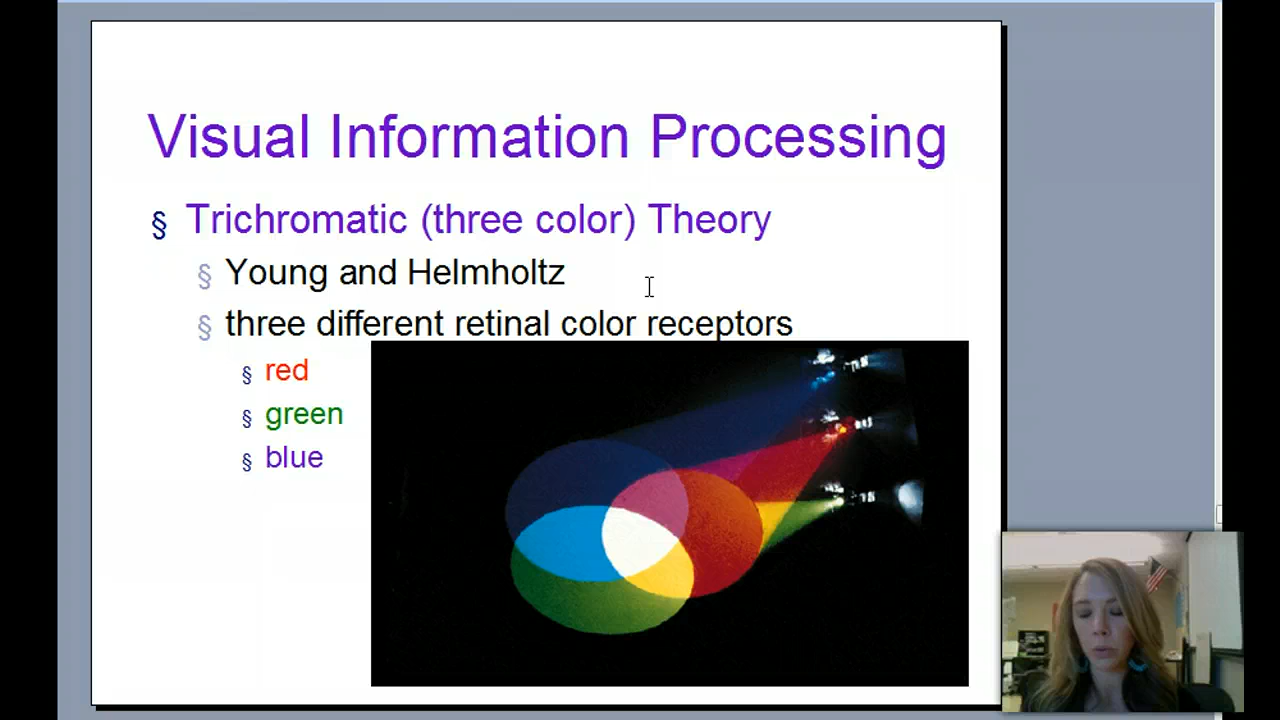 Visual Information Processing
§ Trichromatic (three color) Theory
§ Young and Helmholtz
§ three different retinal color receptors
§ red
§ green
§ blue